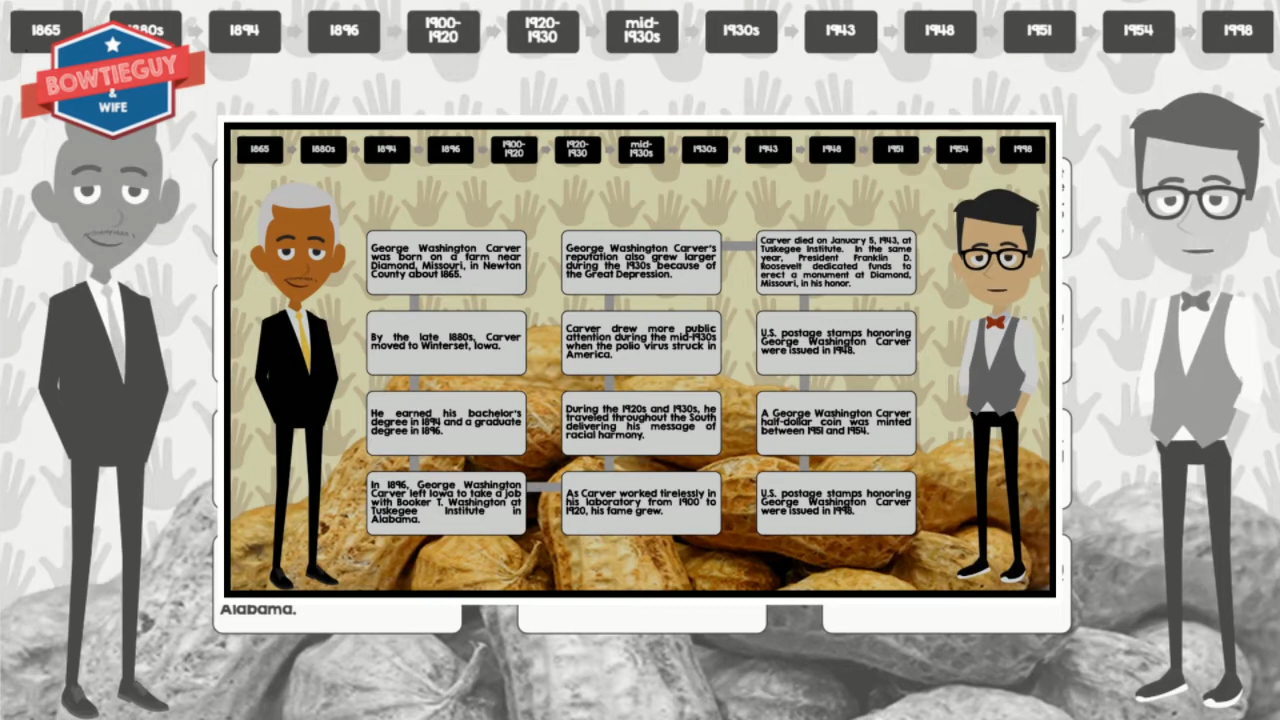 1865
80s
1894
1896
1900-
1920
1920-
1930
mid-
1930s
1930s
1943
1948
1951
1954
1998
BOWTIEGUY
&
WIFE
1865
1880s
1894
1896
1900-
1920
1920-
1930
mid-
1930s
1930s
1943
1948
1951
1954
1998
George Washington Carver
was born on a farm near
Diamond, Missouri, in Newton
County about 1865.
By the late 1880s, Carver
moved to Winterset, Iowa.
He earned his bachelor's
degree in 1894 and a graduate
degree in 1896.
In 1896, George Washington
Carver left Iowa to take a job
with Booker T. Washington at
Tuskegee Institute in
Alabama.
George Washington Carver's
reputation also grew larger
during the 1930s because of
the Great Depression.
Carver drew more public
attention during the mid-1930s
when the polio virus struck in
America.
During the 1920s and 1930s, he
traveled throughout the South
delivering his message of
racial harmony.
As Carver worked tirelessly in
his laboratory from 1900 to
1920, his fame grew.
Carver died on January 5, 1943, at
Tuskegee Institute. In the same
year, President Franklin D.
Roosevelt dedicated funds to
erect a monument at Diamond,
Missouri, in his honor.
U.S. postage stamps honoring
George Washington Carver
were issued in 1948.
A George Washington Carver
half-dollar coin was minted
between 1951 and 1954.
U.S. postage stamps honoring
George Washington Carver
were issued in 1998.
Alabama.